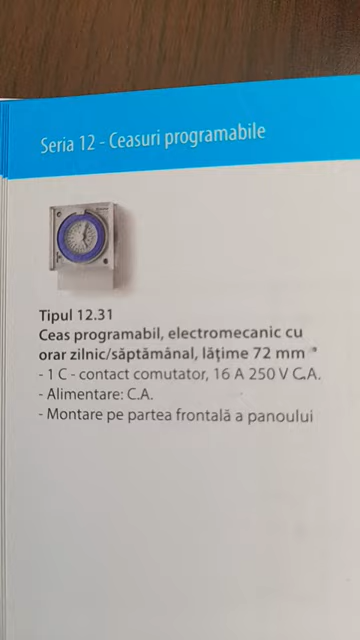 Seria 12 - Ceasuri programabile
Tipul 12.31
Ceas programabil, electromecanic cu
orar zilnic/săptămânal, lățime 72 mm *
- 1 C - contact comutator, 16 A 250 V C.A.
- Alimentare: C.A.
- Montare pe partea frontală a panoului